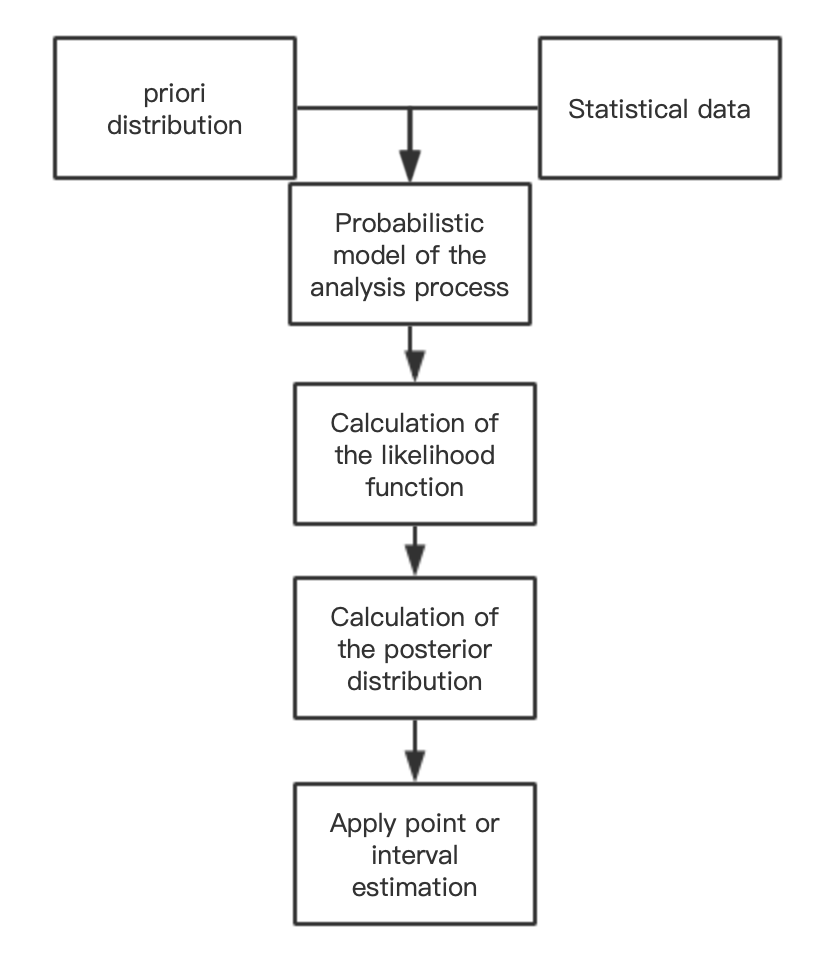 priori
distribution
Statistical data
Probabilistic
model of the
analysis process
Calculation of
the likelihood
function
Calculation of
the posterior
distribution
Apply point or
interval
estimation